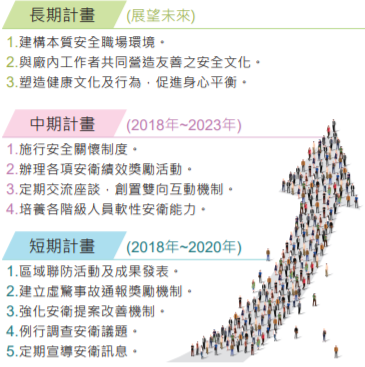 長期計畫 (展望未來)
1.建構本質安全職場環境。
2.與廠內工作者共同營造友善之安全文化。
3.塑造健康文化及行為，促進身心平衡。
中期計畫 (2018年~2023年)
1.施行安全關懷制度。
2.辦理各項安衛績效獎勵活動。
3.定期交流座談，創置雙向互動機制。
4.培養各階級人員軟性安衛能力。
短期計畫 (2018年~2020年)
1.區域聯防活動及成果發表。
2.建立虛驚事故通報獎勵機制。
3.強化安衛提案改善機制。
4.例行調查安衛議題。
5.定期宣導安衛訊息。